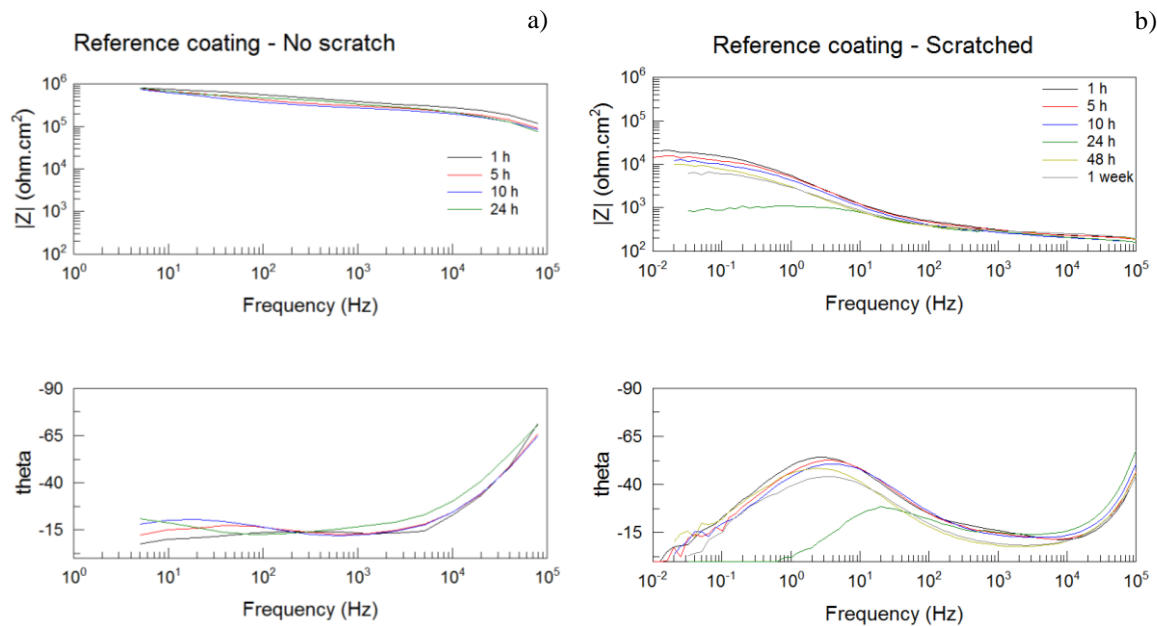 a)
Reference coating - No scratch
|Z| (ohm.cm²)
10⁶
10⁵
10⁴
10³
10²
1 h
5 h
10 h
24 h
10⁰ 10¹ 10² 10³ 10⁴ 10⁵
Frequency (Hz)
theta
-90
-65
-40
-15
10⁰ 10¹ 10² 10³ 10⁴ 10⁵
Frequency (Hz)
b)
Reference coating - Scratched
|Z| (ohm.cm²)
10⁶
10⁵
10⁴
10³
10²
1 h
5 h
10 h
24 h
48 h
1 week
10⁻² 10⁻¹ 10⁰ 10¹ 10² 10³ 10⁴ 10⁵
Frequency (Hz)
theta
-90
-65
-40
-15
10⁻² 10⁻¹ 10⁰ 10¹ 10² 10³ 10⁴ 10⁵
Frequency (Hz)